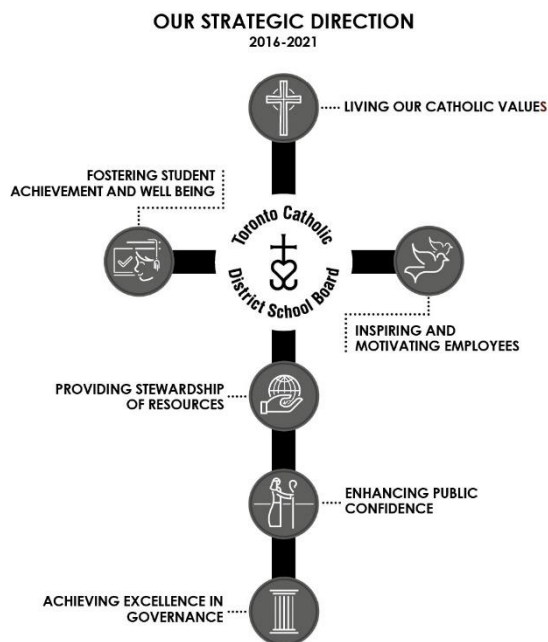 OUR STRATEGIC DIRECTION
2016-2021
LIVING OUR CATHOLIC VALUES
FOSTERING STUDENT
ACHIEVEMENT AND WELL BEING
Toronto Catholic
District School Board
INSPIRING AND
MOTIVATING EMPLOYEES
PROVIDING STEWARDSHIP
OF RESOURCES
ENHANCING PUBLIC
CONFIDENCE
ACHIEVING EXCELLENCE IN
GOVERNANCE